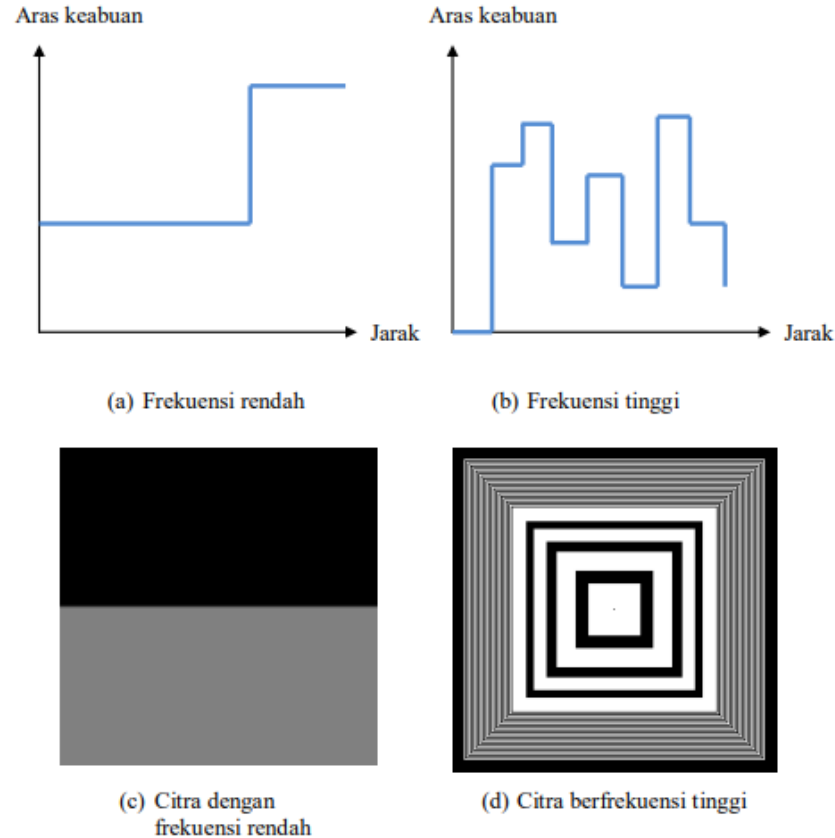 Aras keabuan
Aras keabuan
Jarak
Jarak
(a) Frekuensi rendah
(b) Frekuensi tinggi
(c) Citra dengan
frekuensi rendah
(d) Citra berfrekuensi tinggi